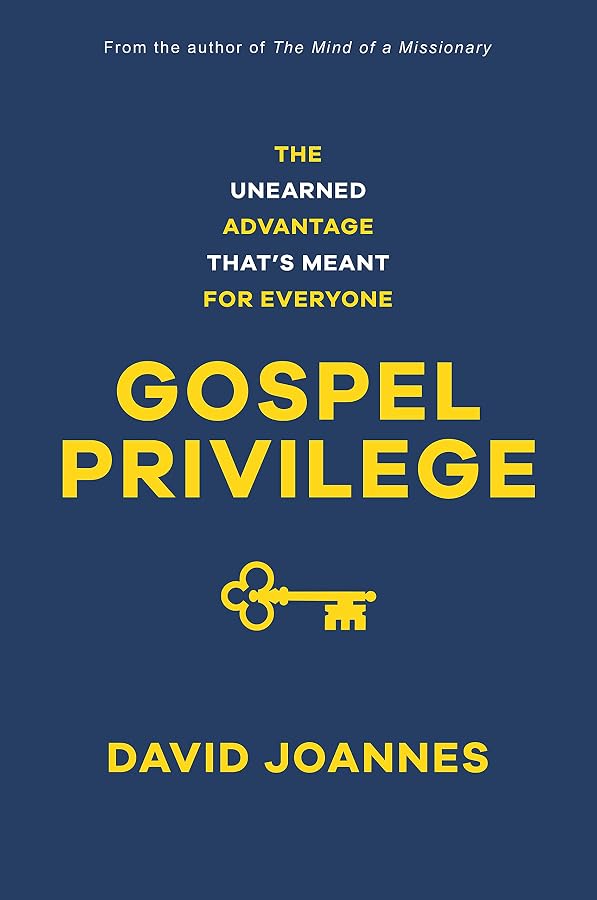 From the author of The Mind of a Missionary
THE
UNEARNED
ADVANTAGE
THAT'S MEANT
FOR EVERYONE
GOSPEL
PRIVILEGE
DAVID JOANNES